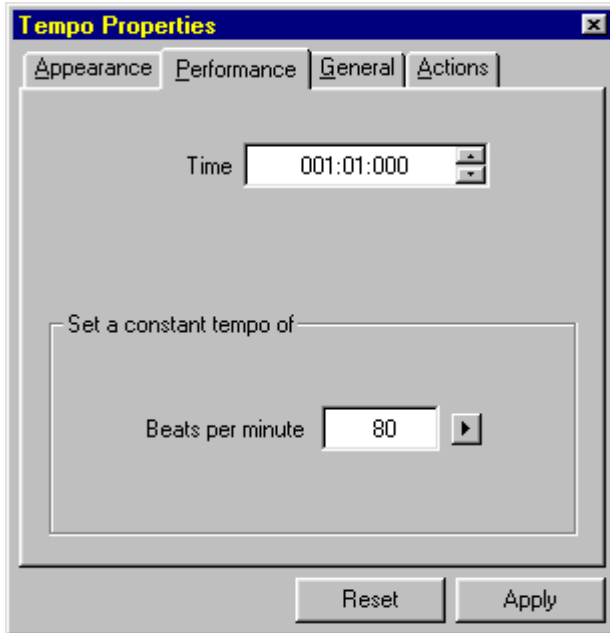 Tempo Properties
Appearance Performance General Actions
Time 001:01:000
Set a constant tempo of
Beats per minute 80
Reset Apply